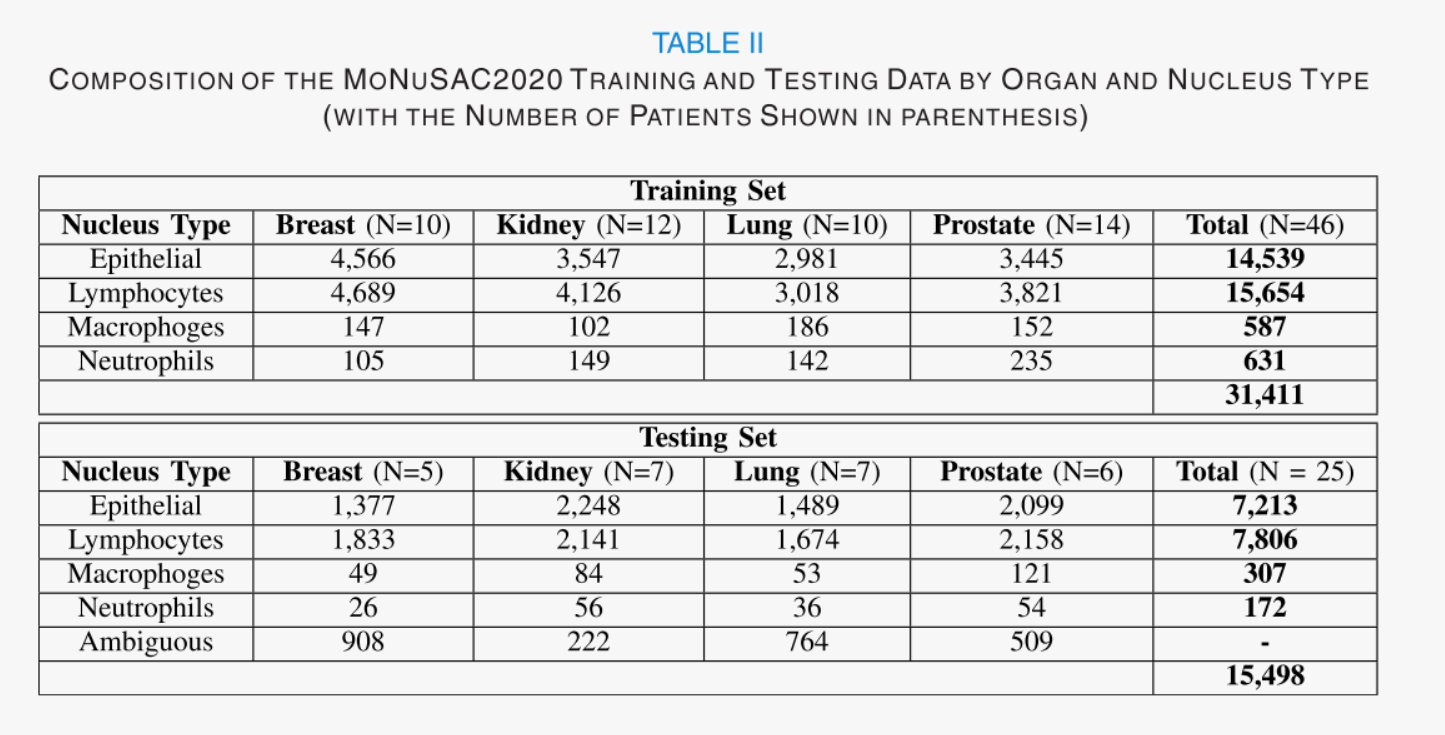 TABLE II
COMPOSITION OF THE MONUSAC2020 TRAINING AND TESTING DATA BY ORGAN AND NUCLEUS TYPE
(WITH THE NUMBER OF PATIENTS SHOWN IN PARENTHESIS)
Training Set
Nucleus Type Breast (N=10) Kidney (N=12) Lung (N=10) Prostate (N=14) Total (N=46)
Epithelial 4,566 3,547 2,981 3,445 14,539
Lymphocytes 4,689 4,126 3,018 3,821 15,654
Macrophoges 147 102 186 152 587
Neutrophils 105 149 142 235 631
31,411
Testing Set
Nucleus Type Breast (N=5) Kidney (N=7) Lung (N=7) Prostate (N=6) Total (N = 25)
Epithelial 1,377 2,248 1,489 2,099 7,213
Lymphocytes 1,833 2,141 1,674 2,158 7,806
Macrophoges 49 84 53 121 307
Neutrophils 26 56 36 54 172
Ambiguous 908 222 764 509 -
15,498